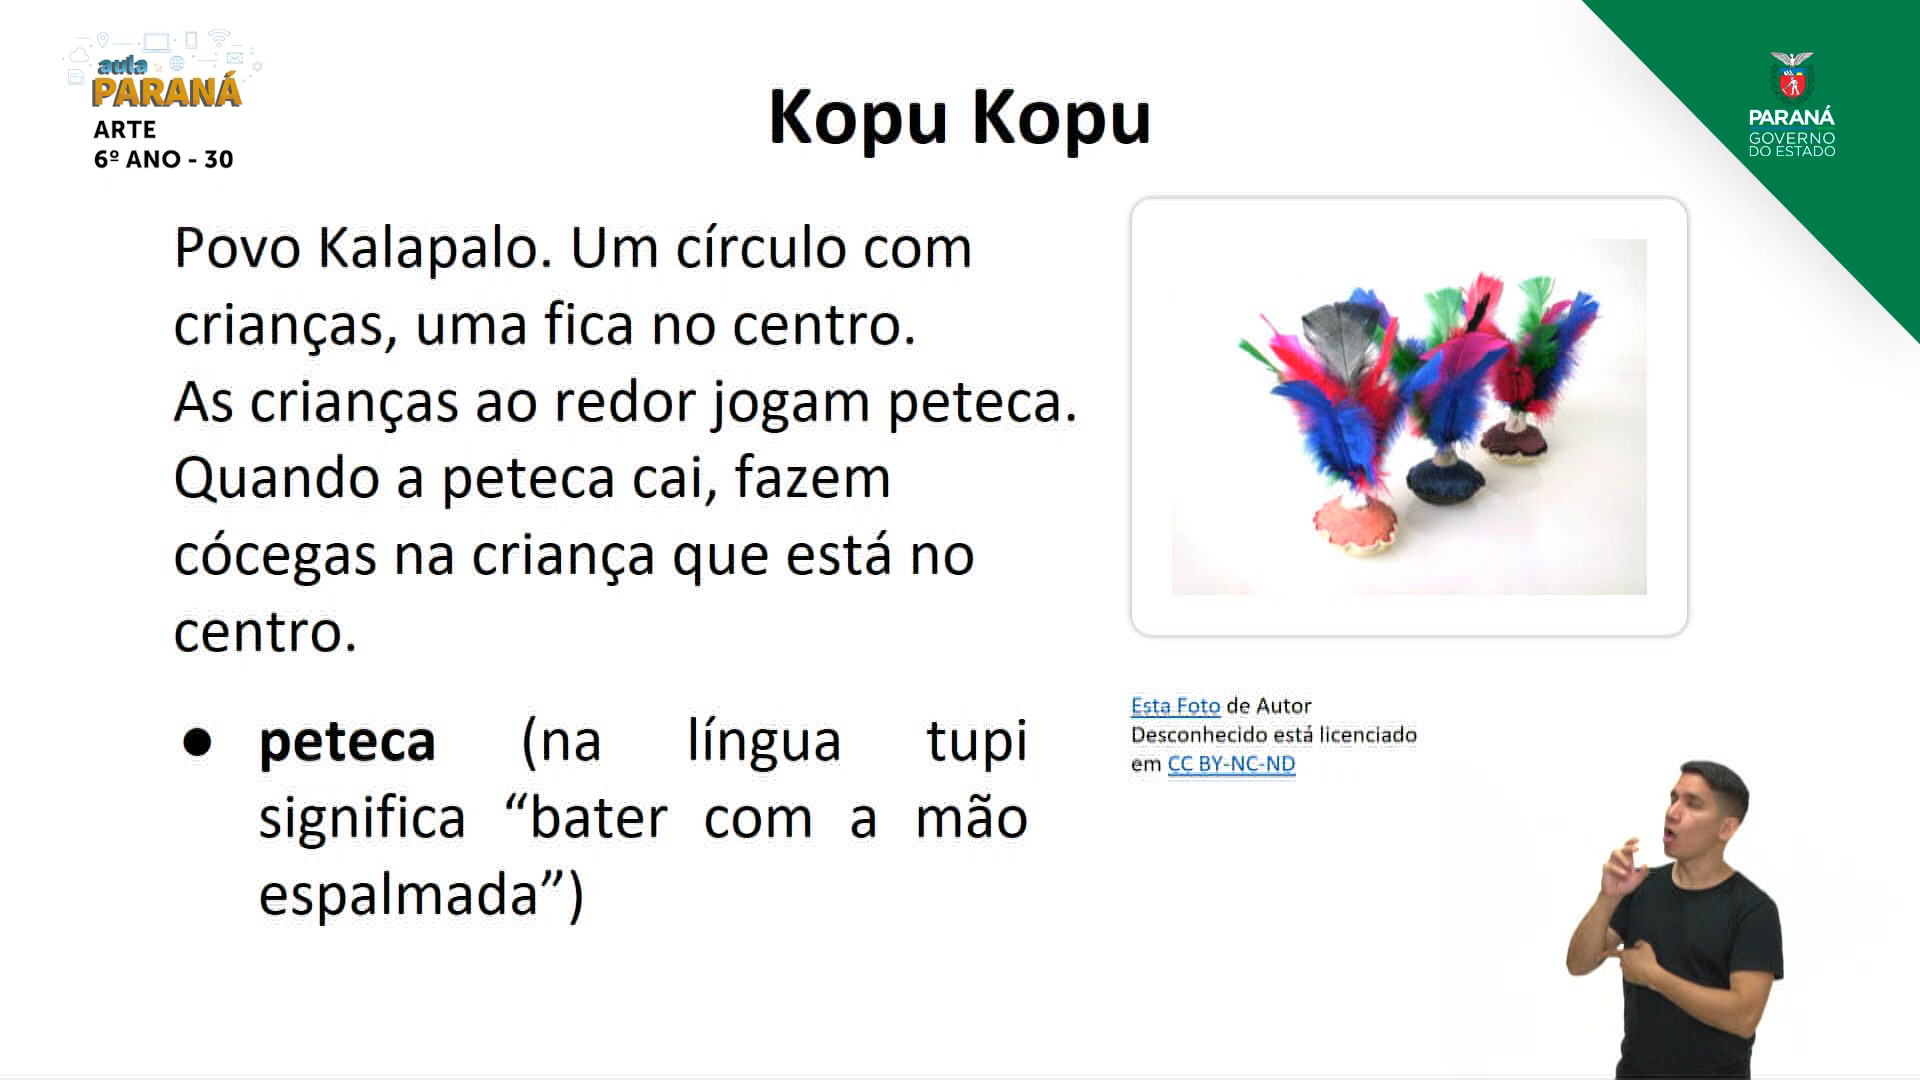 aula
PARANÁ
ARTE
6º ANO - 30
Kopu Kopu
PARANÁ
GOVERNO
DO ESTADO
Povo Kalapalo. Um círculo com
crianças, uma fica no centro.
As crianças ao redor jogam peteca.
Quando a peteca cai, fazem
cócegas na criança que está no
centro.
● peteca (na língua tupi
significa “bater com a mão
espalmada”)
Esta Foto de Autor
Desconhecido está licenciado
em CC BY-NC-ND